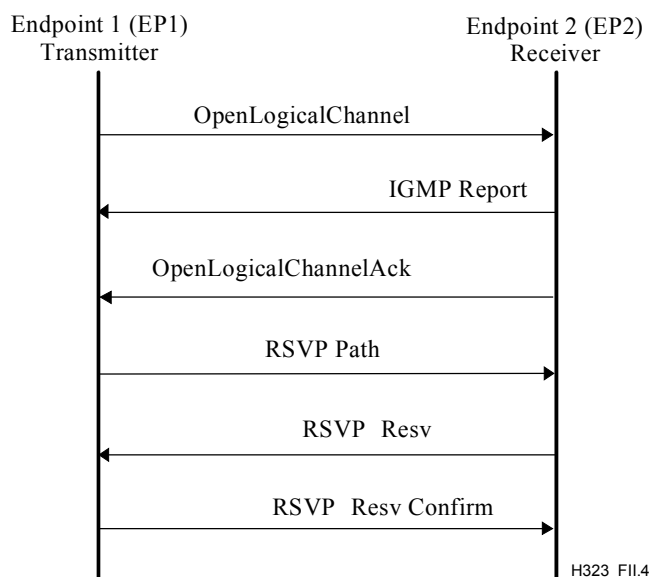 Endpoint 1 (EP1)
Transmitter
Endpoint 2 (EP2)
Receiver
OpenLogicalChannel
IGMP Report
OpenLogicalChannelAck
RSVP Path
RSVP Resv
RSVP Resv Confirm
H323_FII.4